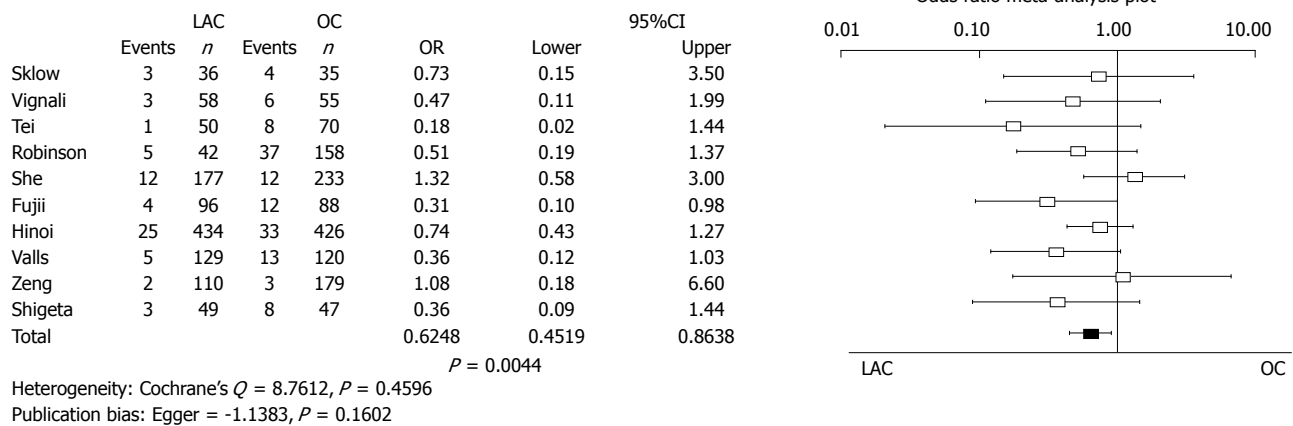 Odds ratio meta-analysis plot
LAC OC 95%CI
Events n Events n OR Lower Upper
0.01 0.10 1.00 10.00
Sklow 3 36 4 35 0.73 0.15 3.50
Vignali 3 58 6 55 0.47 0.11 1.99
Tei 1 50 8 70 0.18 0.02 1.44
Robinson 5 42 37 158 0.51 0.19 1.37
She 12 177 12 233 1.32 0.58 3.00
Fujii 4 96 12 88 0.31 0.10 0.98
Hinoi 25 434 33 426 0.74 0.43 1.27
Valls 5 129 13 120 0.36 0.12 1.03
Zeng 2 110 3 179 1.08 0.18 6.60
Shigeta 3 49 8 47 0.36 0.09 1.44
Total 0.6248 0.4519 0.8638
P = 0.0044
LAC OC
Heterogeneity: Cochrane's Q = 8.7612, P = 0.4596
Publication bias: Egger = -1.1383, P = 0.1602